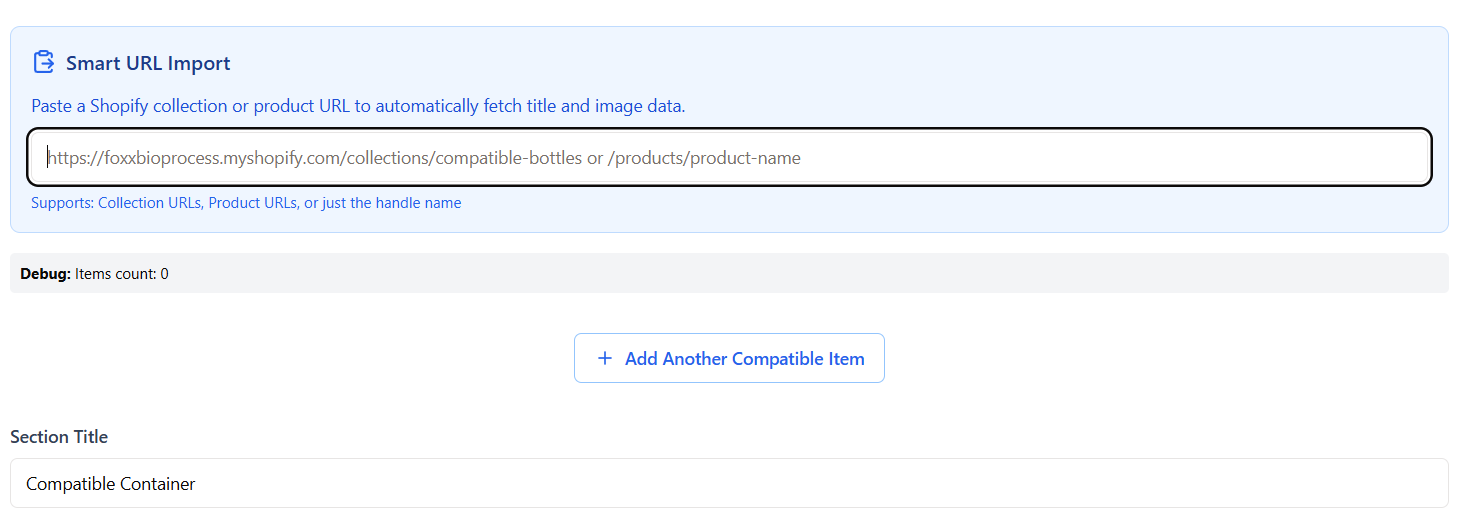 Smart URL Import
Paste a Shopify collection or product URL to automatically fetch title and image data.
https://foxxbioprocess.myshopify.com/collections/compatible-bottles or /products/product-name
Supports: Collection URLs, Product URLs, or just the handle name
Debug: Items count: 0
+ Add Another Compatible Item
Section Title
Compatible Container